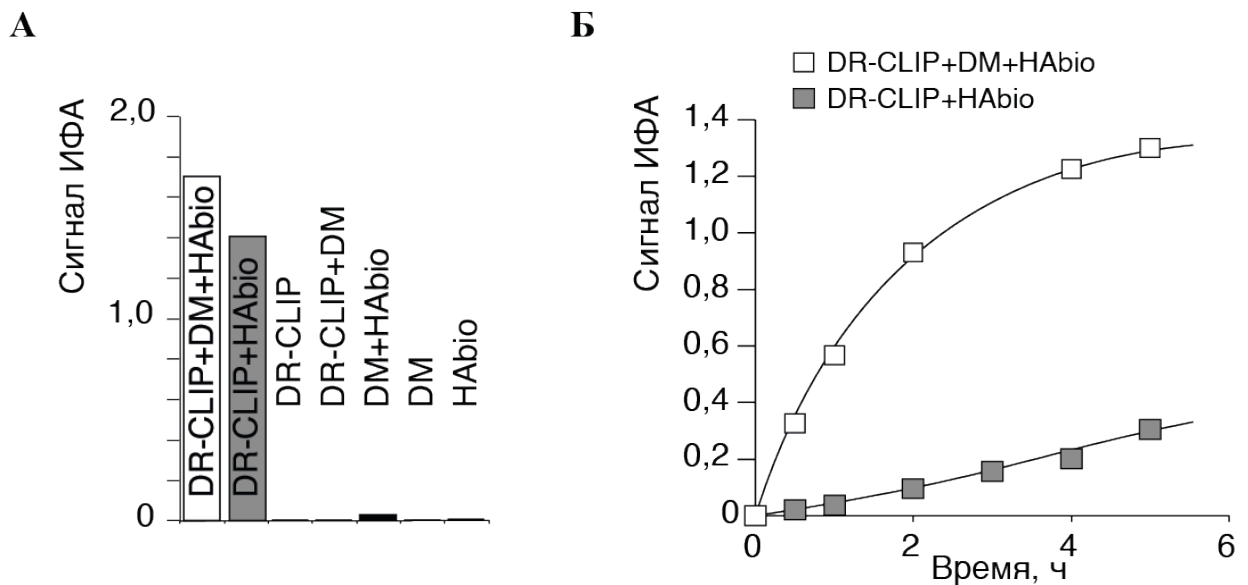 А
Сигнал ИФА
2,0
1,0
0
DR-CLIP+DM+HAbio
DR-CLIP+HAbio
DR-CLIP
DR-CLIP+DM
DM+HAbio
DM
HAbio
Б
DR-CLIP+DM+HAbio
DR-CLIP+HAbio
Сигнал ИФА
1,4
1,2
1,0
0,8
0,6
0,4
0,2
0
0 2 4 6
Время, ч